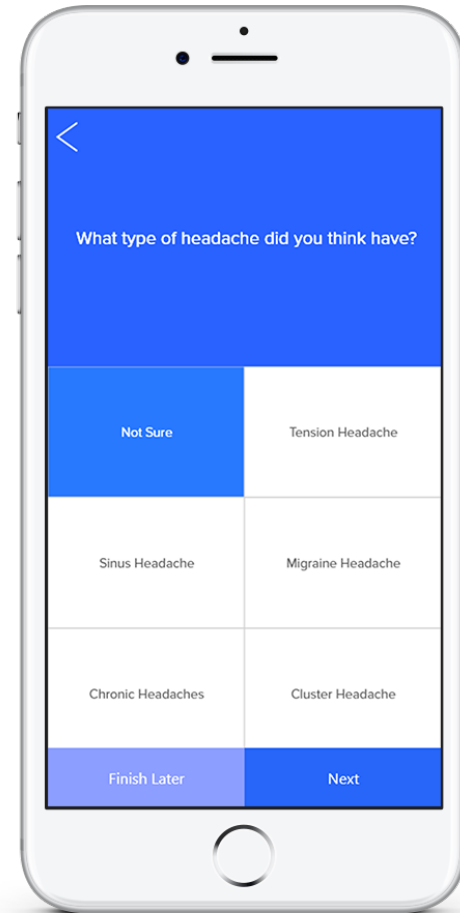 What type of headache did you think have?
Not Sure
Tension Headache
Sinus Headache
Migraine Headache
Chronic Headaches
Cluster Headache
Finish Later
Next